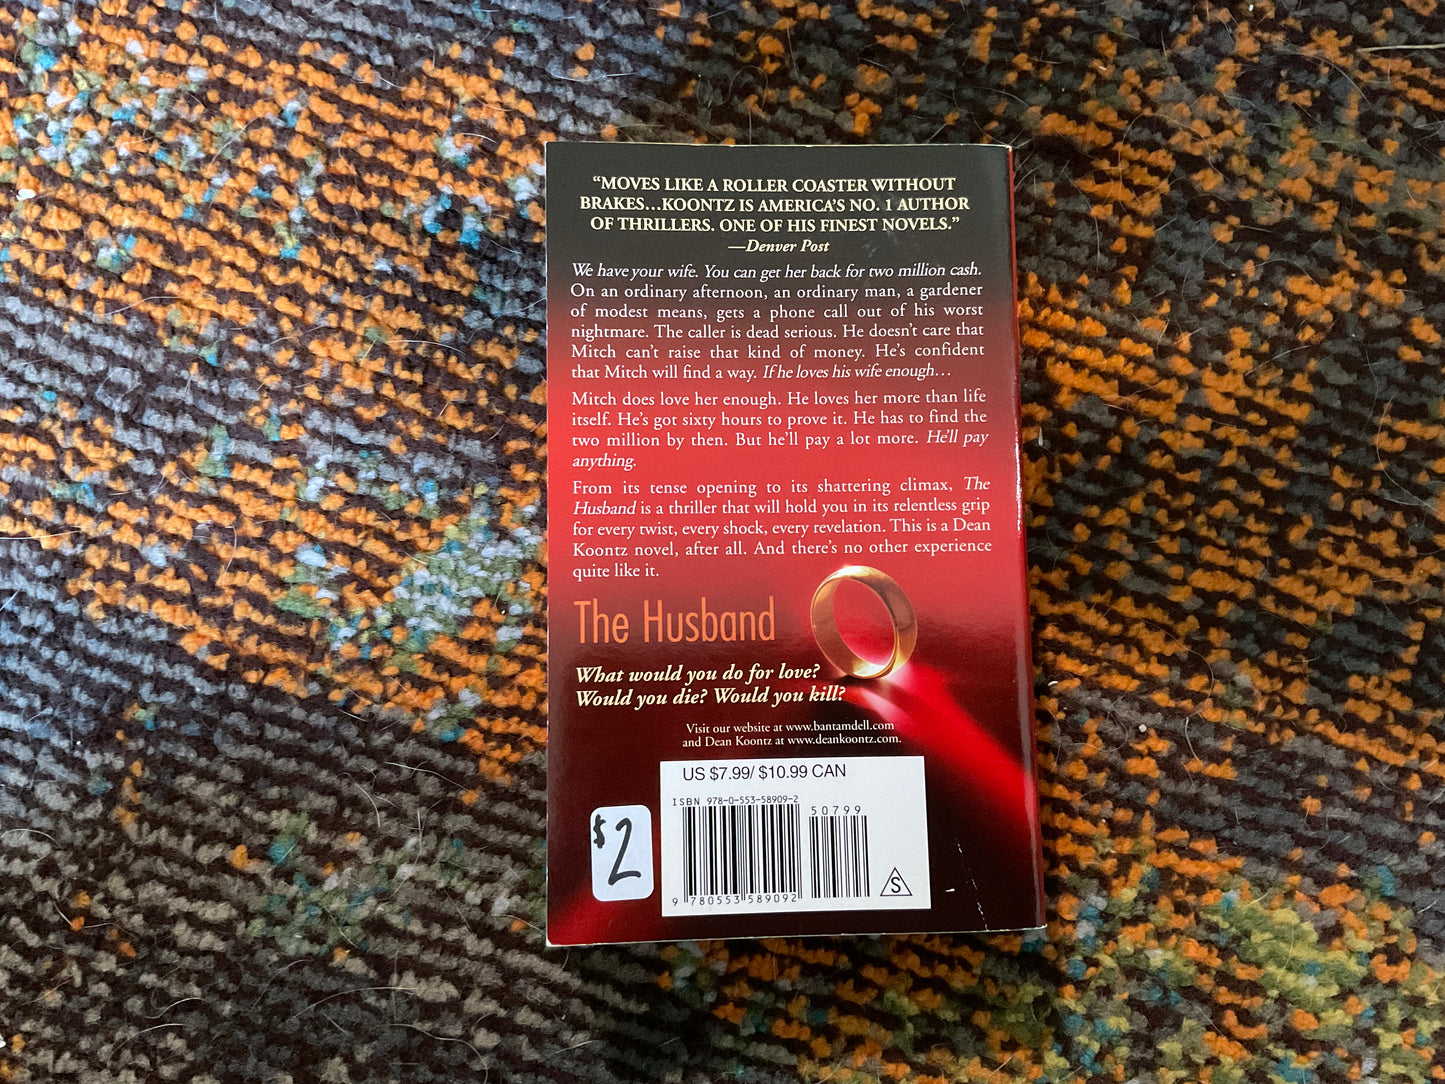 “MOVES LIKE A ROLLER COASTER WITHOUT
BRAKES…KOONTZ IS AMERICA’S NO. 1 AUTHOR
OF THRILLERS. ONE OF HIS FINEST NOVELS.”
—Denver Post
We have your wife. You can get her back for two million cash.
On an ordinary afternoon, an ordinary man, a gardener
of modest means, gets a phone call out of his worst
nightmare. The caller is dead serious. He doesn’t care that
Mitch can’t raise that kind of money. He’s confident
that Mitch will find a way. If he loves his wife enough…
Mitch does love her enough. He loves her more than life
itself. He’s got sixty hours to prove it. He has to find the
two million by then. But he’ll pay a lot more. He’ll pay
anything.
From its tense opening to its shattering climax, The
Husband is a thriller that will hold you in its relentless grip
for every twist, every shock, every revelation. This is a Dean
Koontz novel, after all. And there’s no other experience
quite like it.
The Husband
What would you do for love?
Would you die? Would you kill?
Visit our website at www.bantamdell.com
and Dean Koontz at www.deankoontz.com.
US $7.99/ $10.99 CAN
ISBN 978-0-553-58909-2
50799
$2
S
9 780553 589092